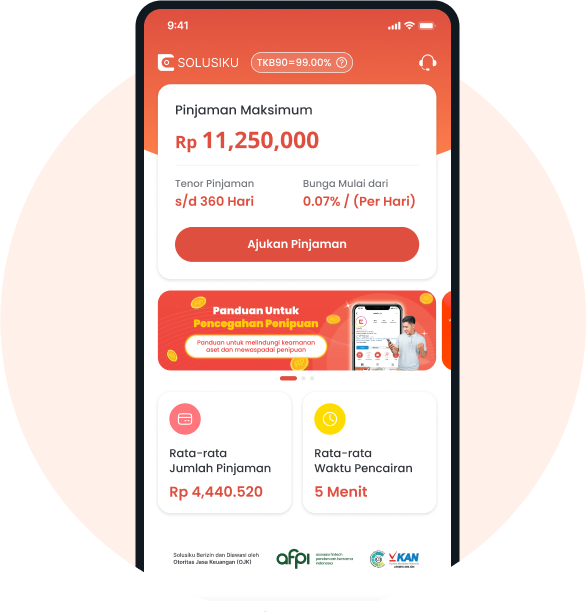 9:41
SOLUSIKU TKB90=99.00% ?
Pinjaman Maksimum
Rp 11,250,000
Tenor Pinjaman Bunga Mulai dari
s/d 360 Hari 0.07% / (Per Hari)
Ajukan Pinjaman
Panduan Untuk
Pencegahan Penipuan
Panduan untuk melindungi keamanan
aset dan mewaspadai penipuan
Rata-rata
Jumlah Pinjaman
Rp 4,440.520
Rata-rata
Waktu Pencairan
5 Menit
Solusiku Berizin dan Diawasi oleh
Otoritas Jasa Keuangan (OJK)
afpi
asosiasi fintech
pendanaan bersama
indonesia
KAN